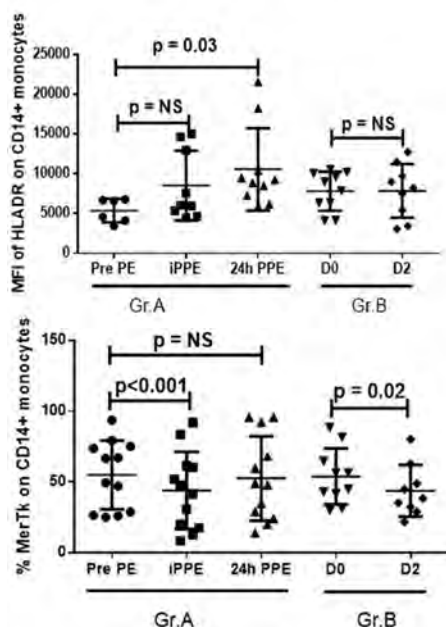 p = 0.03
p = NS
p = NS
MFI of HLADR on CD14+ monocytes
25000
20000
15000
10000
5000
0
Pre PE iPPE 24h PPE D0 D2
Gr.A Gr.B
p = NS
p<0.001
p = 0.02
% MerTk on CD14+ monocytes
150
100
50
0
Pre PE iPPE 24h PPE D0 D2
Gr.A Gr.B